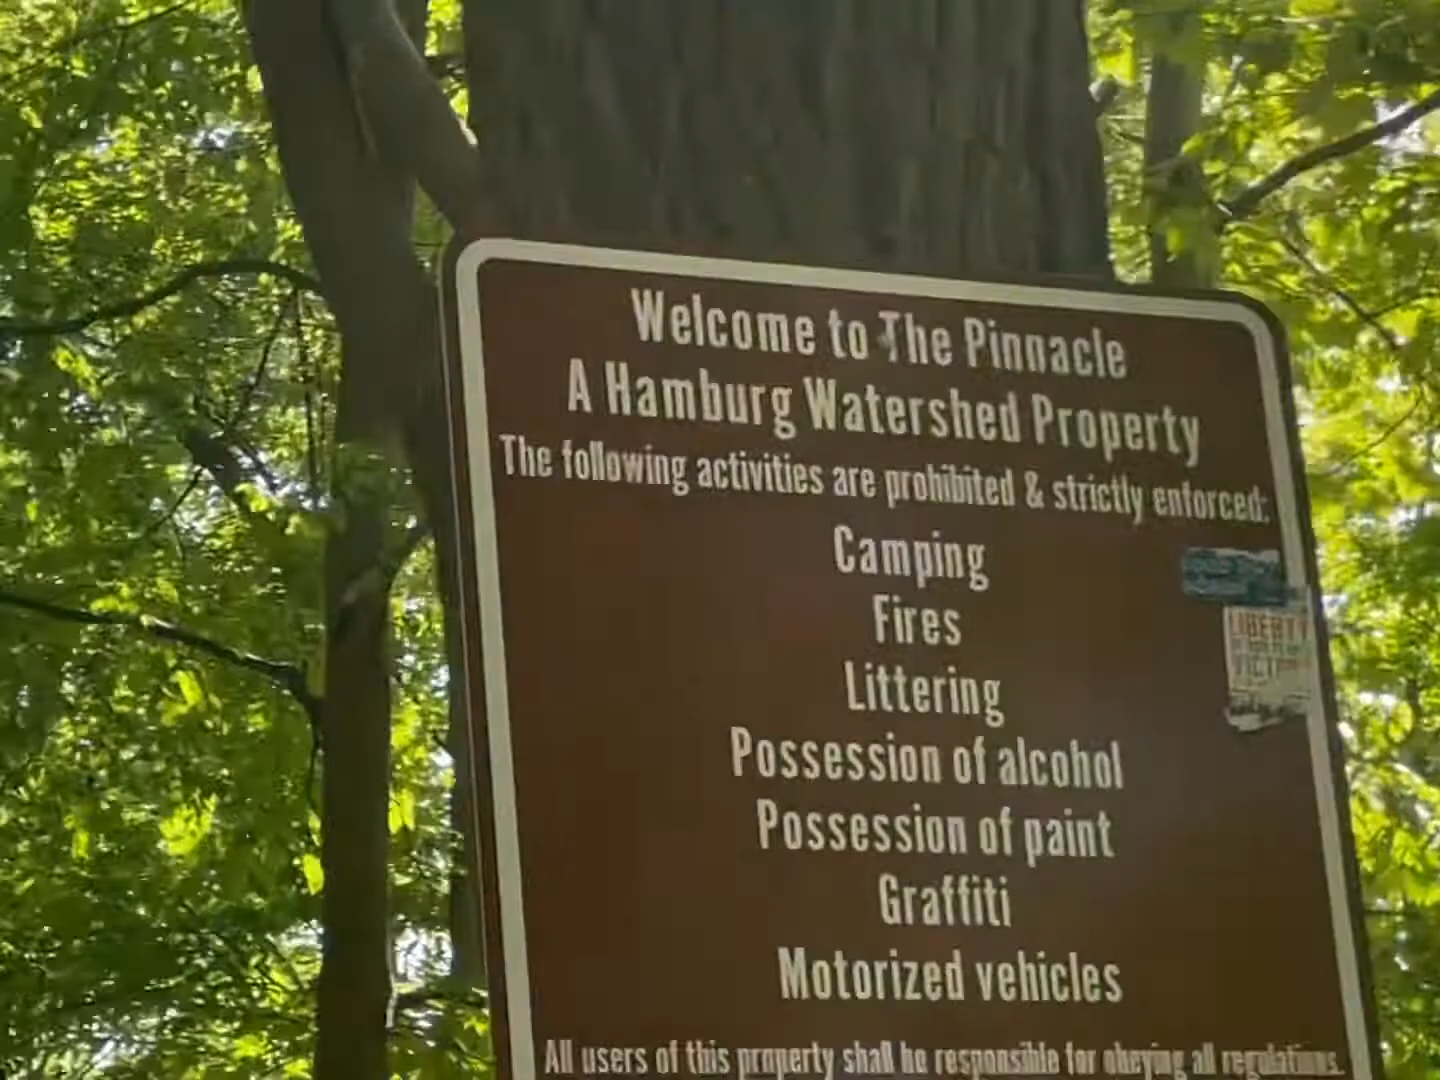 Welcome to The Pinnacle
A Hamburg Watershed Property
The following activities are prohibited & strictly enforced:
Camping
Fires
Littering
Possession of alcohol
Possession of paint
Graffiti
Motorized vehicles
All users of this property shall be responsible for obeying all regulations.
LIBERTY